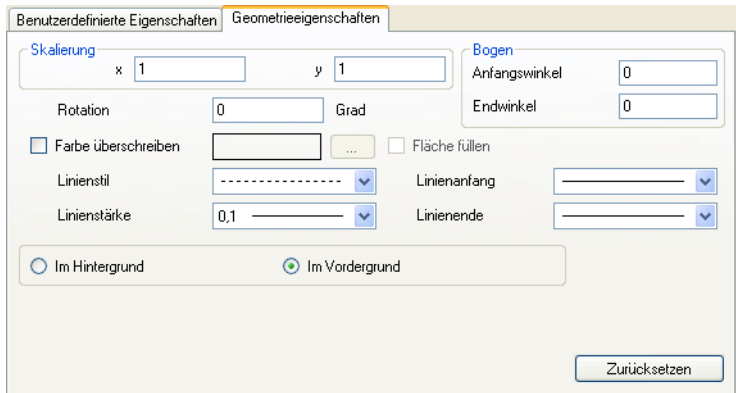 Benutzerdefinierte Eigenschaften Geometrieeigenschaften
Skalierung
x 1 y 1
Bogen
Anfangswinkel 0
Endwinkel 0
Rotation 0 Grad
Farbe überschreiben ... Fläche füllen
Linienstil Linienanfang
Linienstärke 0,1 Linienende
Im Hintergrund Im Vordergrund
Zurücksetzen